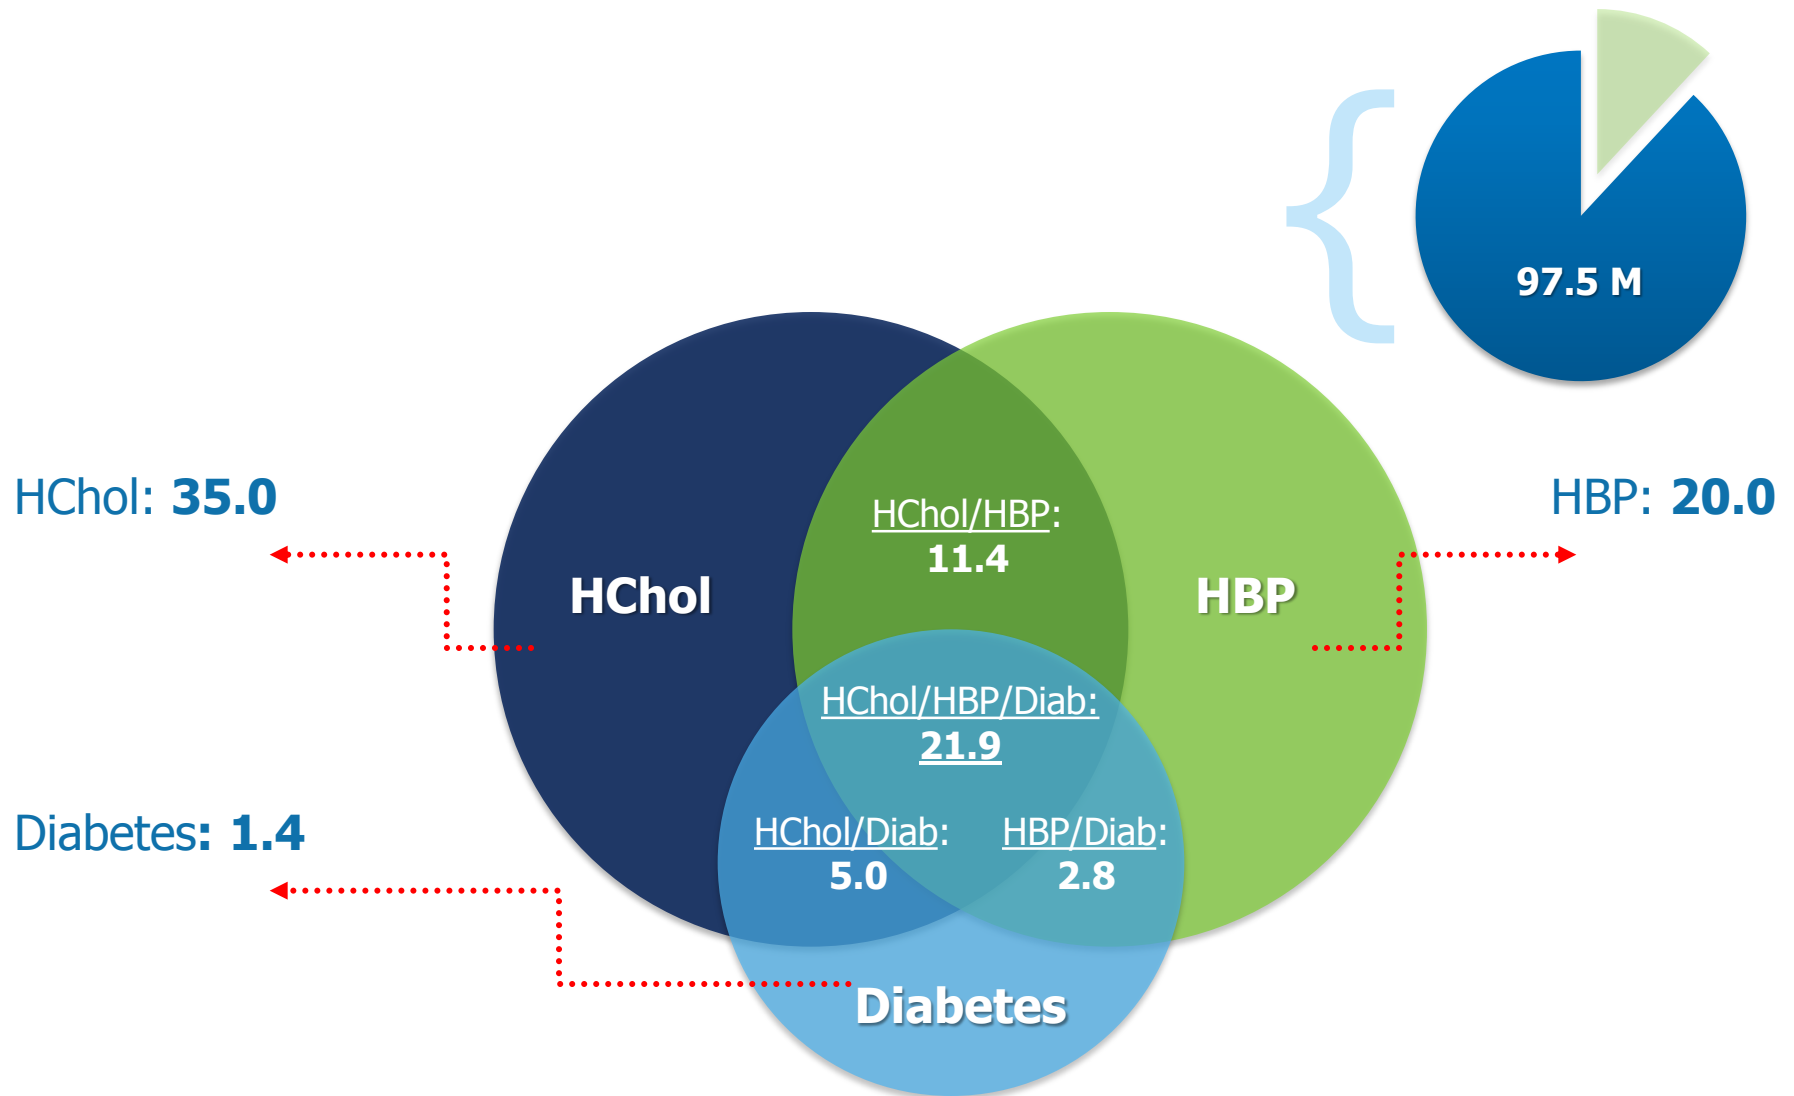 97.5 M
HChol: 35.0
HChol/HBP:
11.4
HBP: 20.0
HChol
HBP
HChol/HBP/Diab:
21.9
Diabetes: 1.4
HChol/Diab:
5.0
HBP/Diab:
2.8
Diabetes